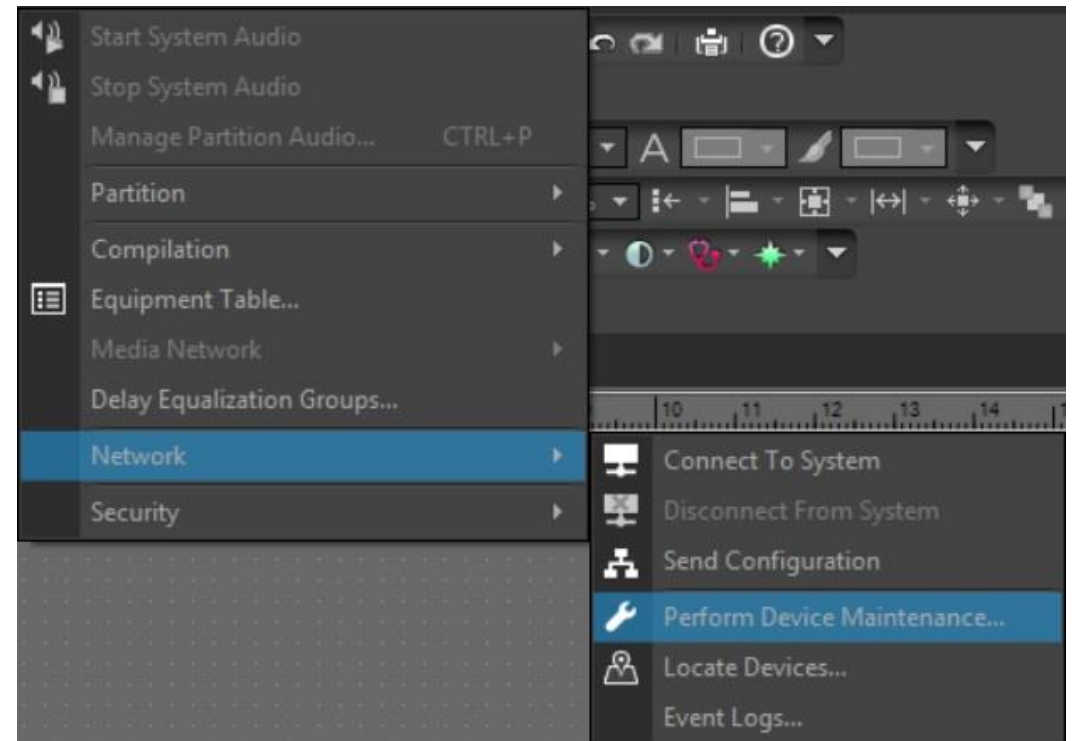 Start System Audio
Stop System Audio
Manage Partition Audio... CTRL+P
Partition
Compilation
Equipment Table...
Media Network
Delay Equalization Groups...
Network
Security
A
10 11 12 13 14
Connect To System
Disconnect From System
Send Configuration
Perform Device Maintenance...
Locate Devices...
Event Logs...